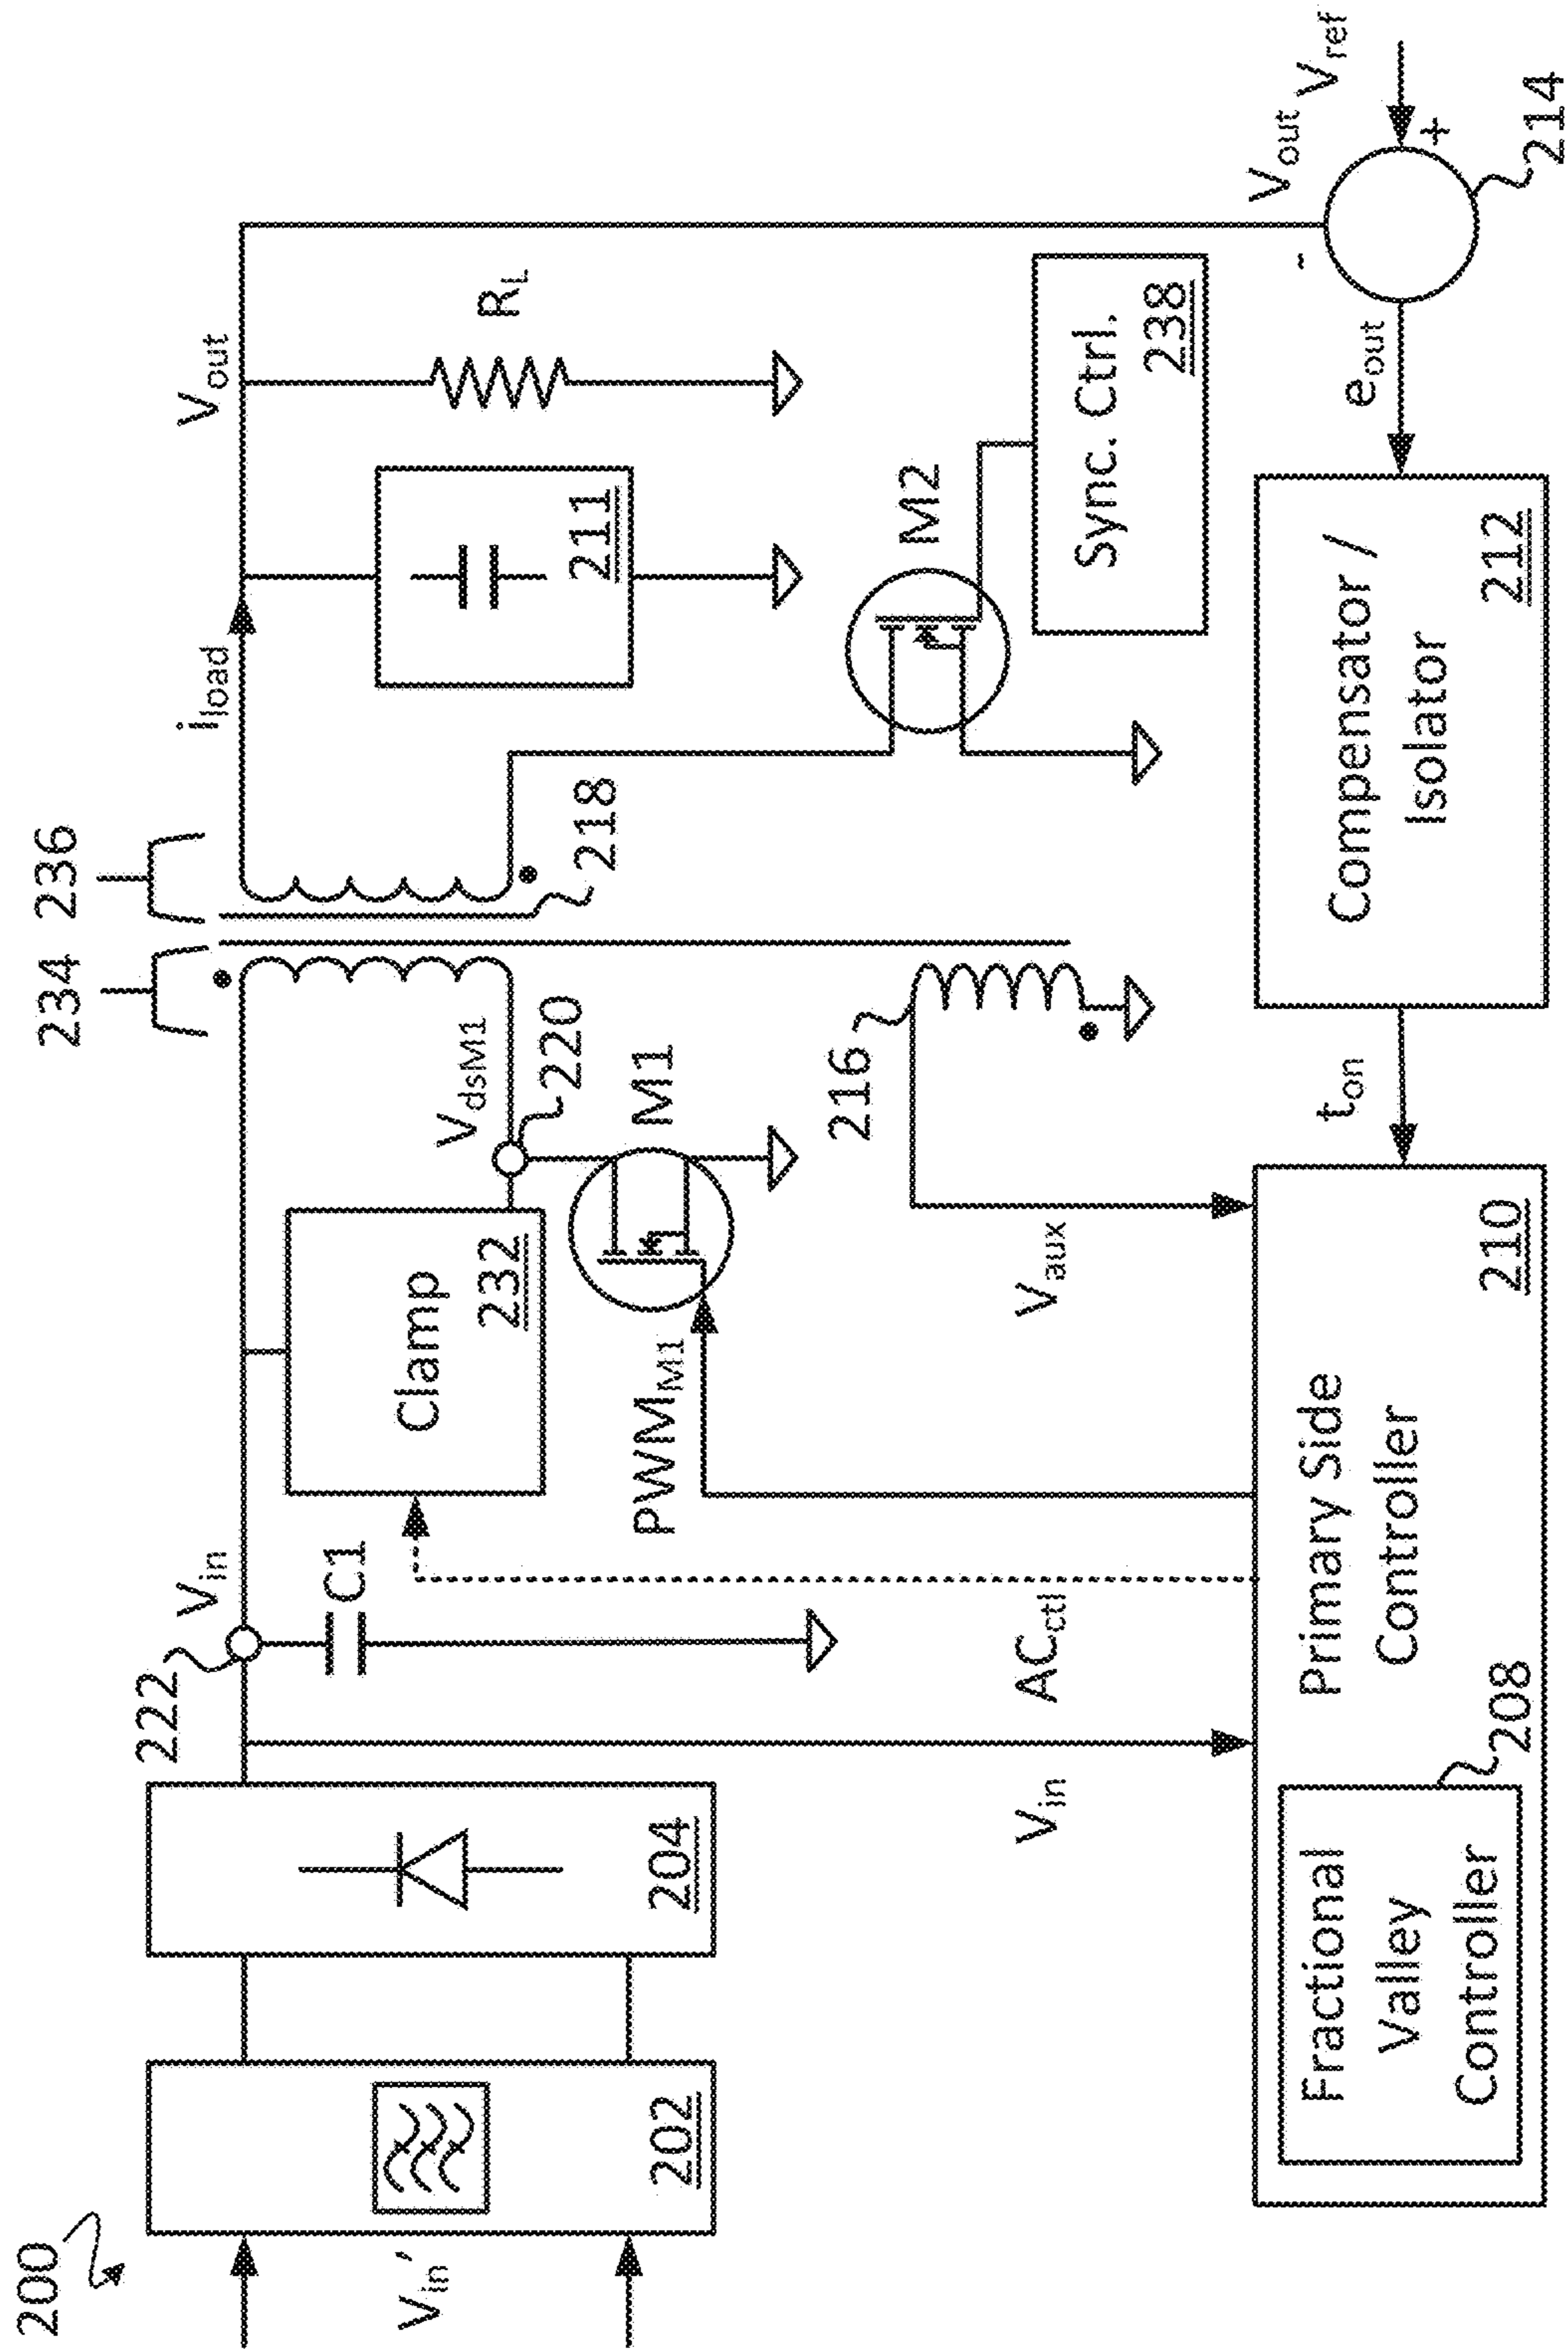 200
V_in'
202
204
222
V_in
C1
V_in
AC_ctl
Clamp
232
PWM_M1
M1
V_dsM1
220
234
236
218
216
V_aux
i_load
211
V_out
R_L
M2
Sync. Ctrl.
238
V_out
V_ref
-
+
214
e_out
Compensator /
Isolator
212
t_on
Primary Side
Controller
210
Fractional
Valley
Controller
208